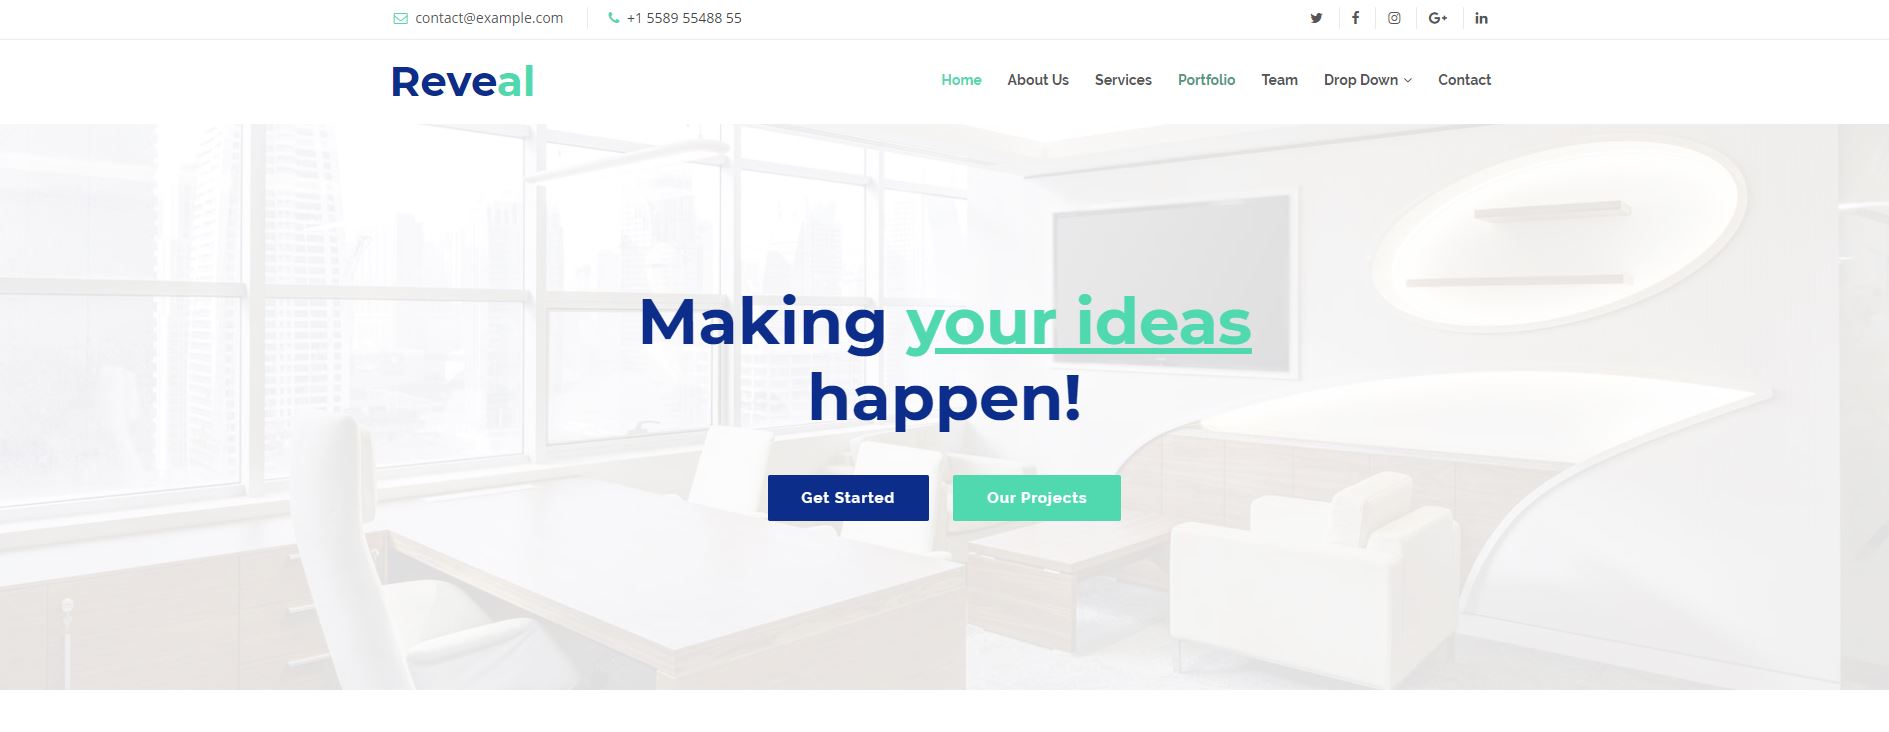 contact@example.com
+1 5589 55488 55
Reveal
Home
About Us
Services
Portfolio
Team
Drop Down
Contact
Making your ideas
happen!
Get Started
Our Projects